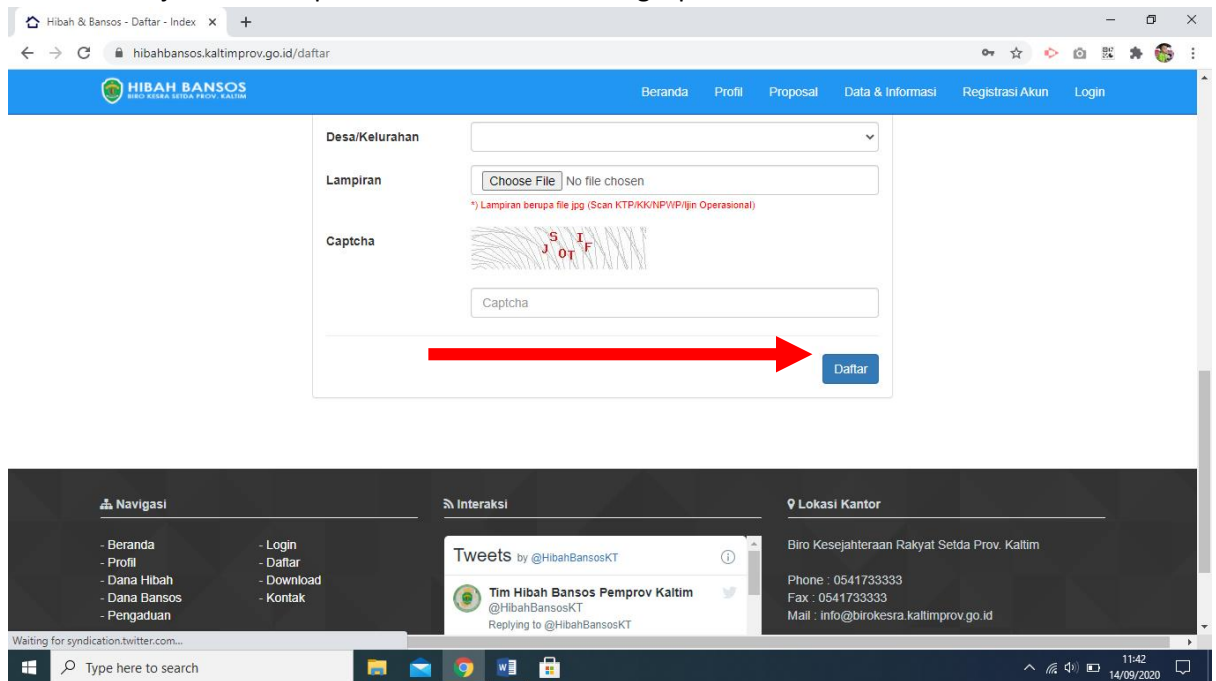 Hibah & Bansos - Daftar - Index
hibahbansos.kaltimprov.go.id/daftar
HIBAH BANSOS
BIRO KESRA SETDA PROV. KALTIM
Beranda Profil Proposal Data & Informasi Registrasi Akun Login
Desa/Kelurahan
Lampiran Choose File No file chosen
*) Lampiran berupa file jpg (Scan KTP/KK/NPWP/Ijin Operasional)
Captcha J S O T I F
Captcha
Daftar
Navigasi
- Beranda
- Profil
- Dana Hibah
- Dana Bansos
- Pengaduan
- Login
- Daftar
- Download
- Kontak
Interaksi
Tweets by @HibahBansosKT
Tim Hibah Bansos Pemprov Kaltim
@HibahBansosKT
Replying to @HibahBansosKT
Lokasi Kantor
Biro Kesejahteraan Rakyat Setda Prov. Kaltim
Phone : 0541733333
Fax : 0541733333
Mail : info@birokesra.kaltimprov.go.id
Waiting for syndication.twitter.com...
Type here to search
11:42
14/09/2020